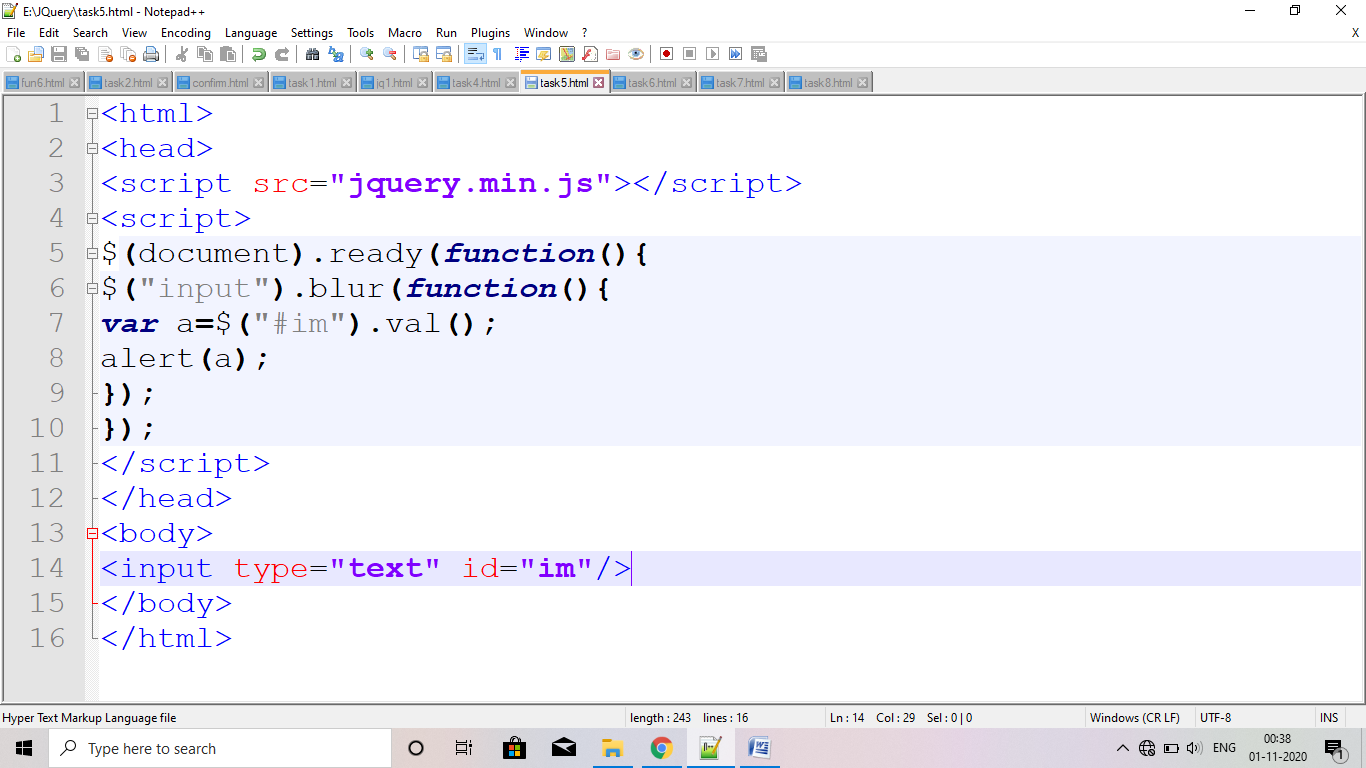 E:\JQuery\task5.html - Notepad++
File Edit Search View Encoding Language Settings Tools Macro Run Plugins Window ? X
fun6.html task2.html confirm.html task1.html jq1.html task4.html task5.html task6.html task7.html task8.html
1 <html>
2 <head>
3 <script src="jquery.min.js"></script>
4 <script>
5 $(document).ready(function(){
6 $("input").blur(function(){
7 var a=$("#im").val();
8 alert(a);
9 });
10 });
11 </script>
12 </head>
13 <body>
14 <input type="text" id="im"/>
15 </body>
16 </html>
Hyper Text Markup Language file length : 243 lines : 16 Ln : 14 Col : 29 Sel : 0 | 0 Windows (CR LF) UTF-8 INS
Type here to search ENG 00:38
01-11-2020 1